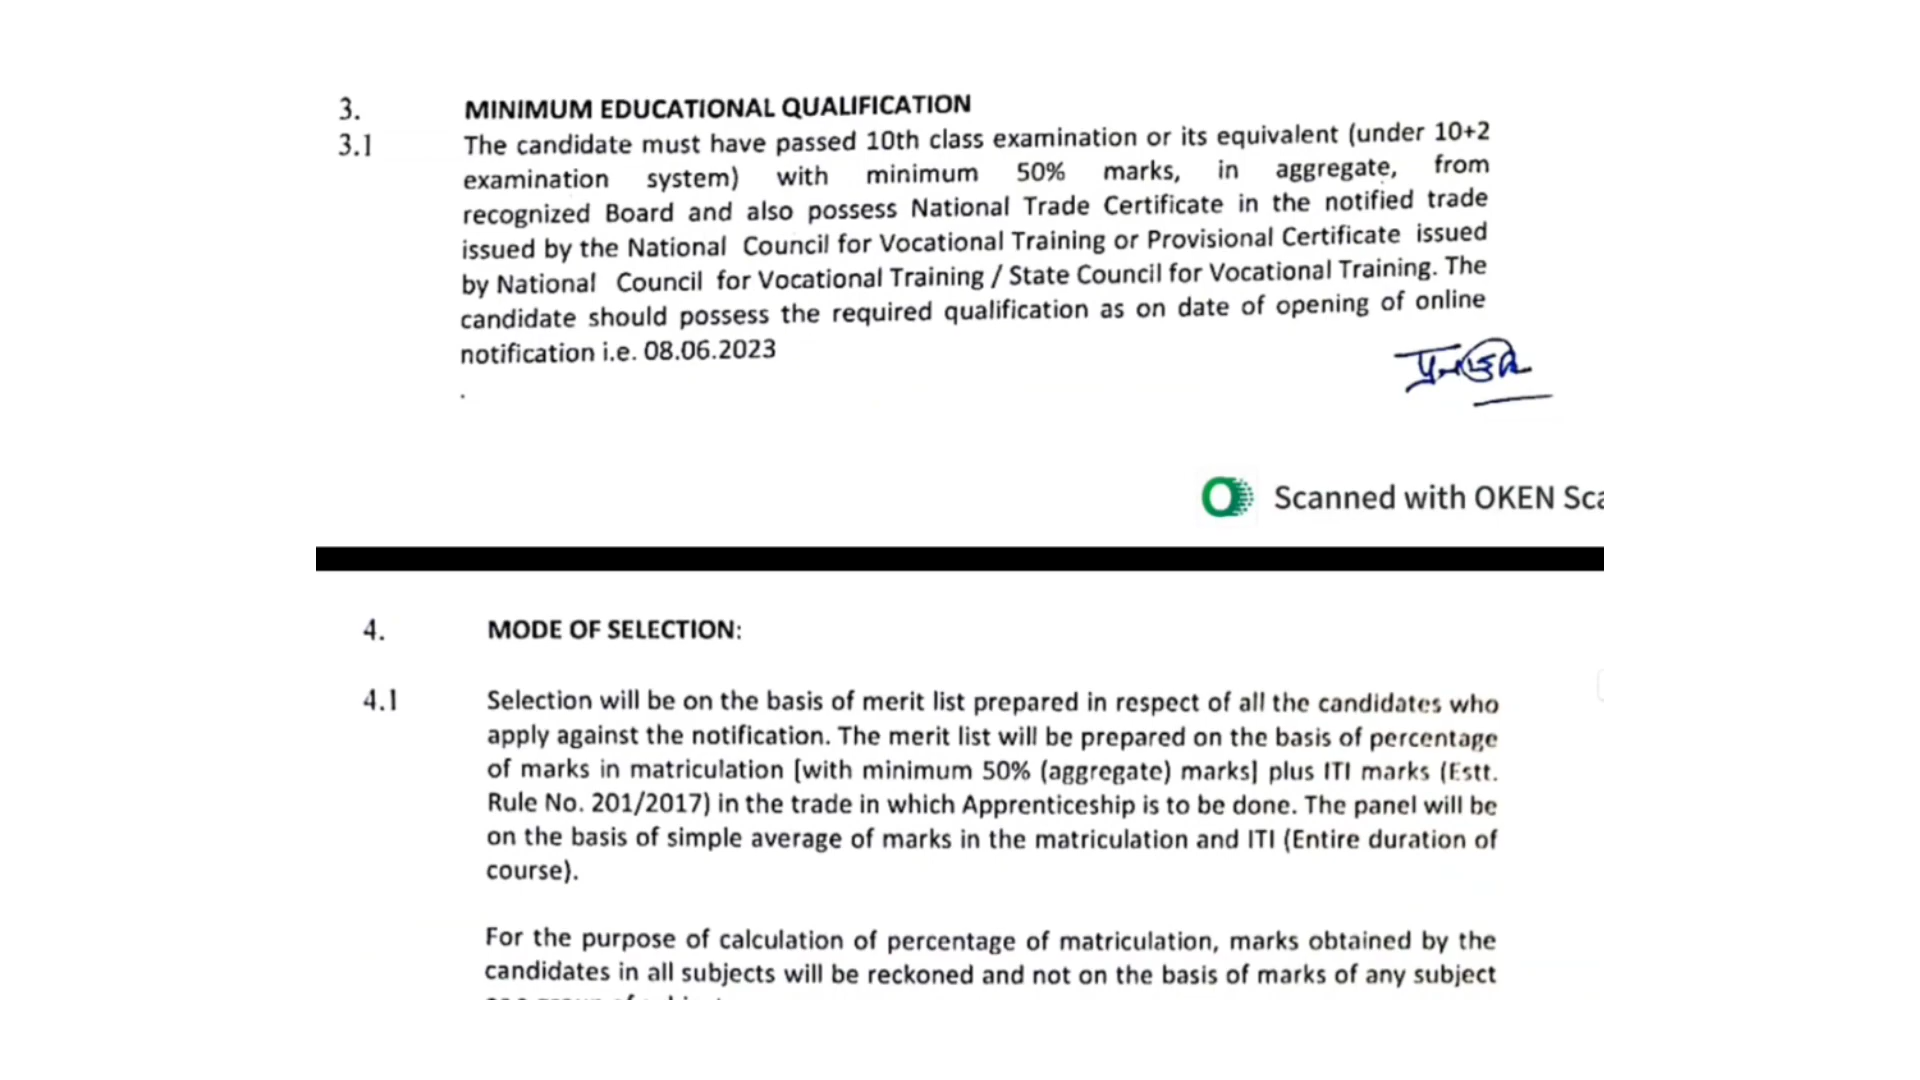 3. MINIMUM EDUCATIONAL QUALIFICATION
3.1 The candidate must have passed 10th class examination or its equivalent (under 10+2
examination system) with minimum 50% marks, in aggregate, from
recognized Board and also possess National Trade Certificate in the notified trade
issued by the National Council for Vocational Training or Provisional Certificate issued
by National Council for Vocational Training / State Council for Vocational Training. The
candidate should possess the required qualification as on date of opening of online
notification i.e. 08.06.2023
.
Scanned with OKEN Sca
4. MODE OF SELECTION:
4.1 Selection will be on the basis of merit list prepared in respect of all the candidates who
apply against the notification. The merit list will be prepared on the basis of percentage
of marks in matriculation [with minimum 50% (aggregate) marks] plus ITI marks (Estt.
Rule No. 201/2017) in the trade in which Apprenticeship is to be done. The panel will be
on the basis of simple average of marks in the matriculation and ITI (Entire duration of
course).
For the purpose of calculation of percentage of matriculation, marks obtained by the
candidates in all subjects will be reckoned and not on the basis of marks of any subject